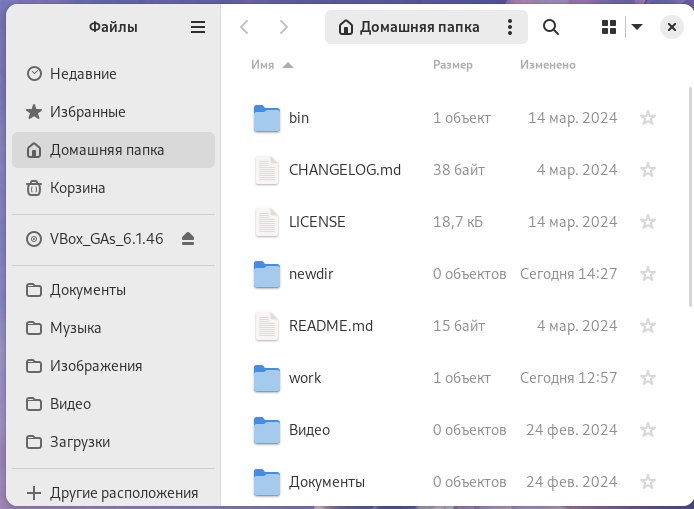 Файлы
Недавние
Избранные
Домашняя папка
Корзина
VBox_GAs_6.1.46
Документы
Музыка
Изображения
Видео
Загрузки
Другие расположения
Домашняя папка
Имя Размер Изменено
bin 1 объект 14 мар. 2024
CHANGELOG.md 38 байт 4 мар. 2024
LICENSE 18,7 кБ 14 мар. 2024
newdir 0 объектов Сегодня 14:27
README.md 15 байт 4 мар. 2024
work 1 объект Сегодня 12:57
Видео 0 объектов 24 фев. 2024
Документы 0 объектов 24 фев. 2024